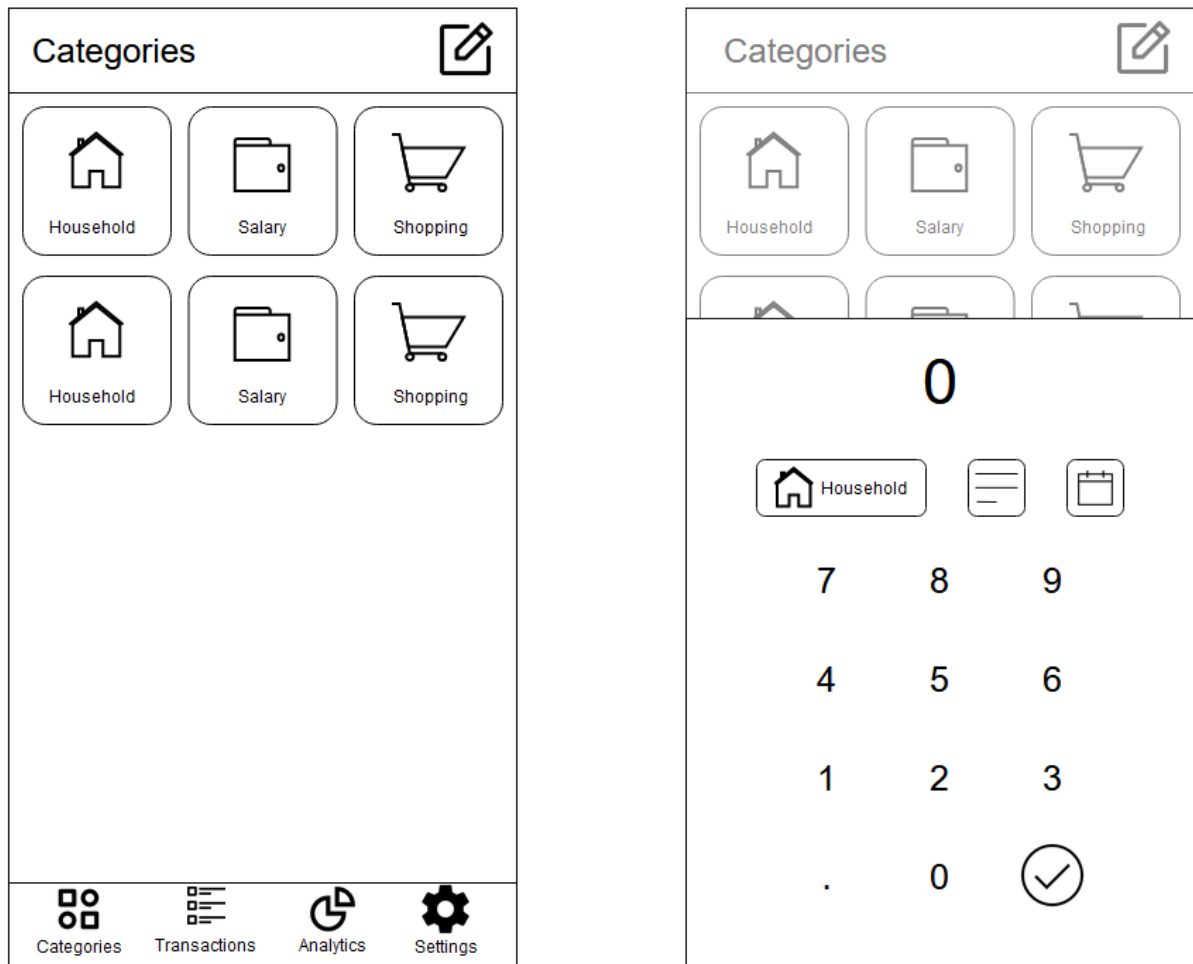 Categories
Household Salary Shopping
Household Salary Shopping
Categories Transactions Analytics Settings
Categories
Household Salary Shopping
0
Household
7 8 9
4 5 6
1 2 3
. 0